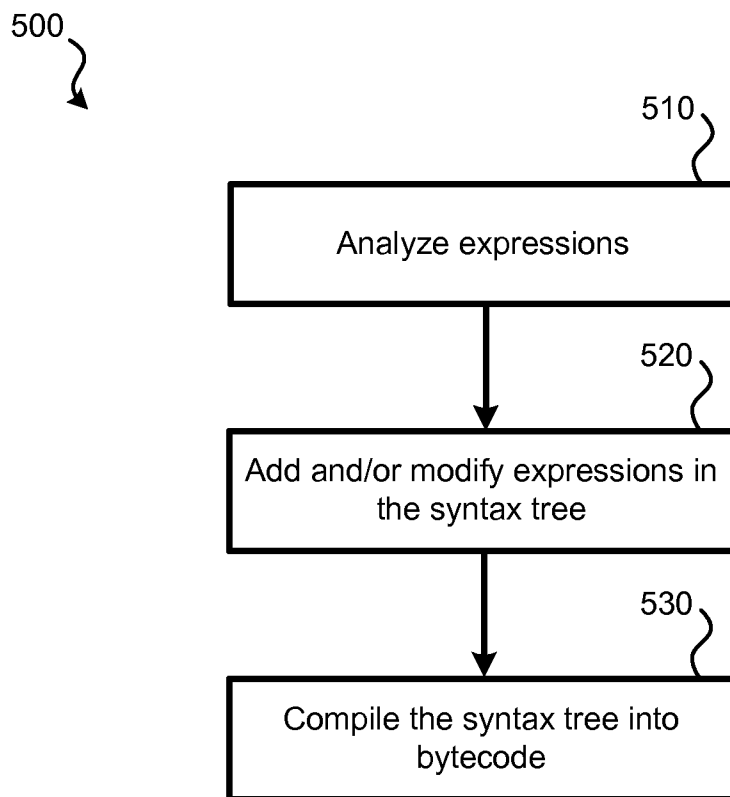 500
510
Analyze expressions
520
Add and/or modify expressions in
the syntax tree
530
Compile the syntax tree into
bytecode